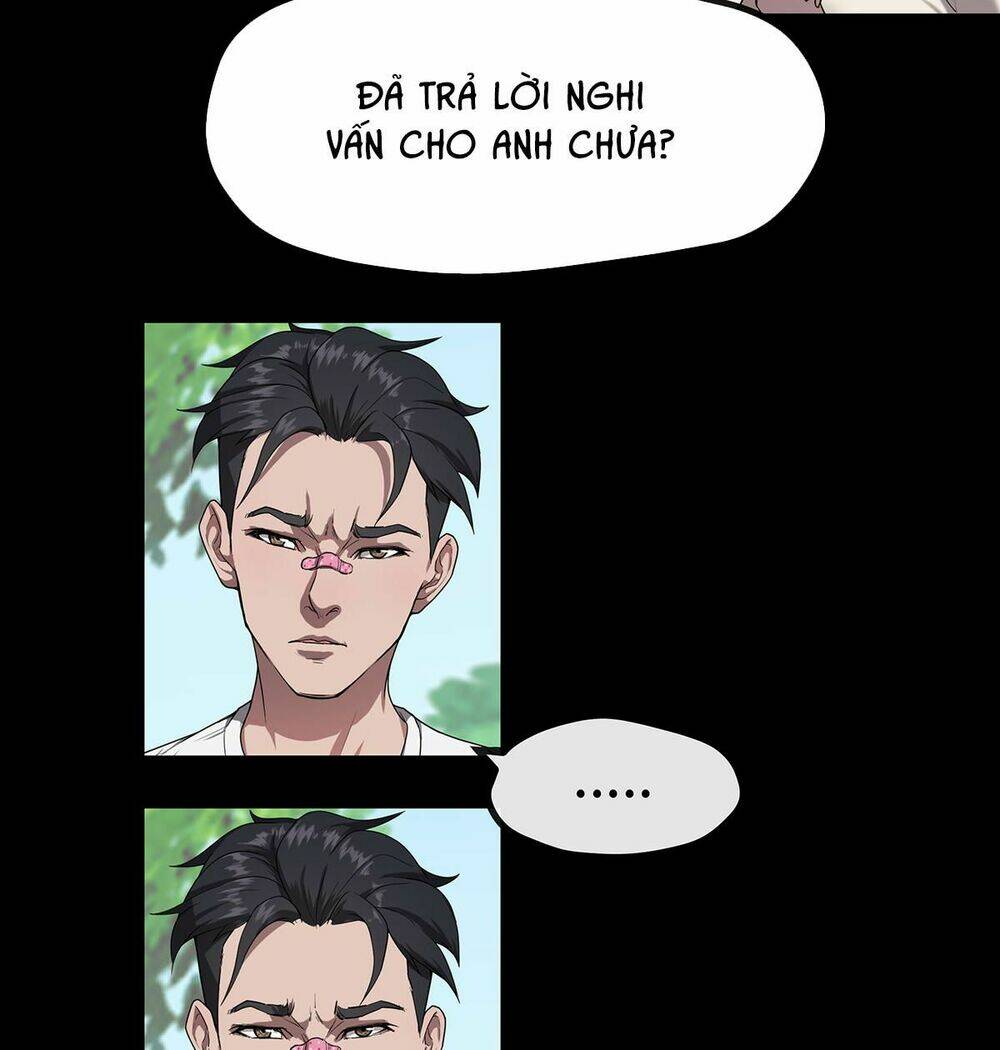 ĐÃ TRẢ LỜI NGHI
VẤN CHO ANH CHƯA?
.....